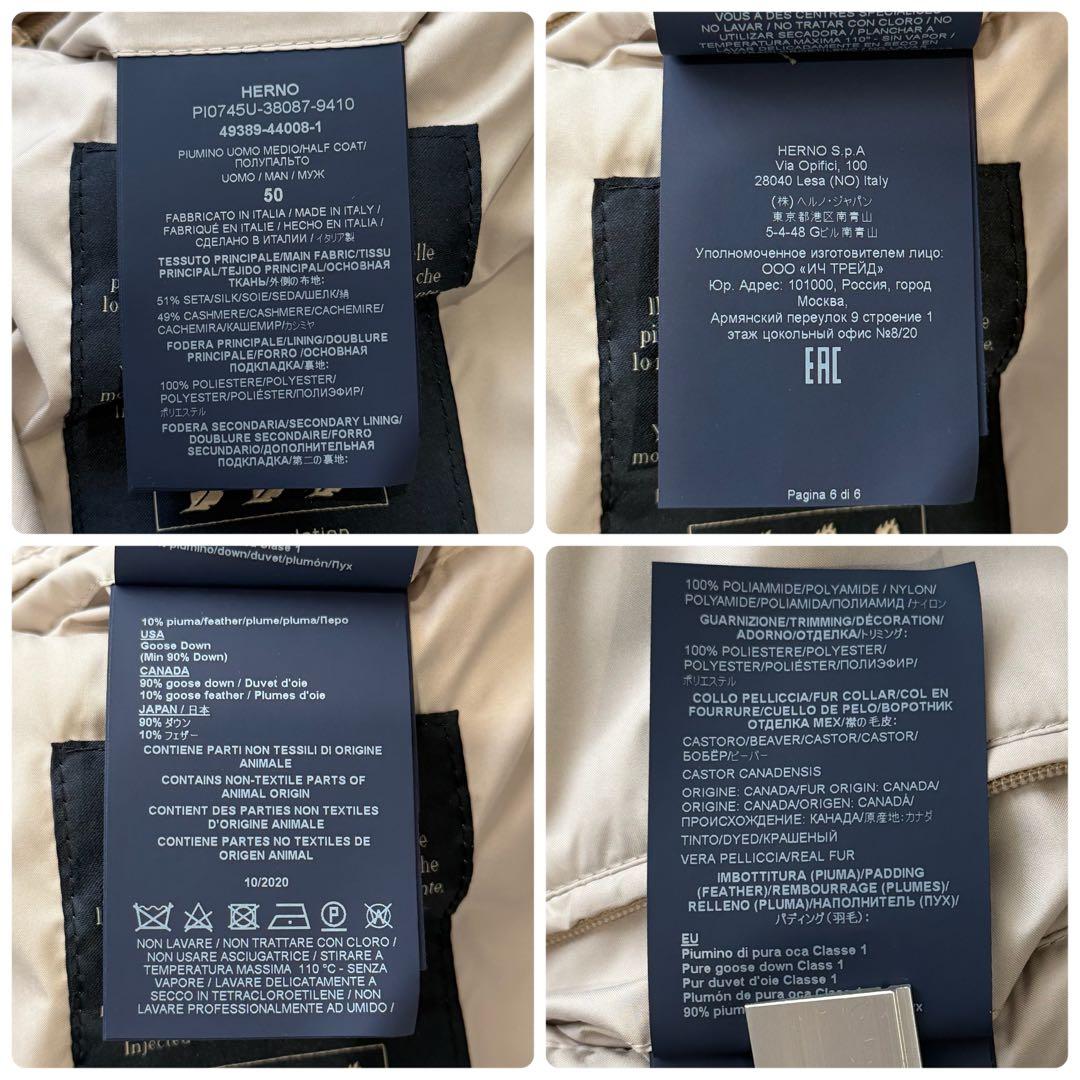 HERNO
PI0745U-38087-9410
49389-44008-1
PIUMINO UOMO MEDIO/HALF COAT/
ПОЛУПАЛЬТО
UOMO / MAN / МУЖ
50
FABBRICATO IN ITALIA / MADE IN ITALY /
FABRIQUÉ EN ITALIE / HECHO EN ITALIA /
СДЕЛАНО В ИТАЛИИ / イタリア製
TESSUTO PRINCIPALE/MAIN FABRIC/TISSU
PRINCIPAL/TEJIDO PRINCIPAL/ОСНОВНАЯ
ТКАНЬ/外側の布地:
51% SETA/SILK/SOIE/SEDA/ШЕЛК/絹
49% CASHMERE/CASHMERE/CACHEMIRE/
CACHEMIRA/КАШЕМИР/カシミヤ
FODERA PRINCIPALE/LINING/DOUBLURE
PRINCIPALE/FORRO /ОСНОВНАЯ
ПОДКЛАДКА/裏地:
100% POLIESTERE/POLYESTER/
POLYESTER/POLIÉSTER/ПОЛИЭФИР/
ポリエステル
FODERA SECONDARIA/SECONDARY LINING/
DOUBLURE SECONDAIRE/FORRO
SECUNDARIO/ДОПОЛНИТЕЛЬНАЯ
ПОДКЛАДКА/第二の裏地:
VOUS A DES CENTRES SPECIALISES
NO LAVAR / NO TRATAR CON CLORO / NO
UTILIZAR SECADORA / PLANCHAR A
TEMPERATURA MÁXIMA 110° - SIN VAPOR /
LAVAR DELICADAMENTE EN SECO EN
HERNO S.p.A
Via Opifici, 100
28040 Lesa (NO) Italy
(株) ヘルノ・ジャパン
東京都港区南青山
5-4-48 Gビル南青山
Уполномоченное изготовителем лицо:
ООО «ИЧ ТРЕЙД»
Юр. Адрес: 101000, Россия, город
Москва,
Армянский переулок 9 строение 1
этаж цокольный офис №8/20
EAC
Pagina 6 di 6
piumino/down/duvet/plumón/Пух
10% piuma/feather/plume/pluma/Перо
USA
Goose Down
(Min 90% Down)
CANADA
90% goose down / Duvet d'oie
10% goose feather / Plumes d'oie
JAPAN / 日本
90% ダウン
10% フェザー
CONTIENE PARTI NON TESSILI DI ORIGINE
ANIMALE
CONTAINS NON-TEXTILE PARTS OF
ANIMAL ORIGIN
CONTIENT DES PARTIES NON TEXTILES
D'ORIGINE ANIMALE
CONTIENE PARTES NO TEXTILES DE
ORIGEN ANIMAL
10/2020
NON LAVARE / NON TRATTARE CON CLORO /
NON USARE ASCIUGATRICE / STIRARE A
TEMPERATURA MASSIMA 110 °C - SENZA
VAPORE / LAVARE DELICATAMENTE A
SECCO IN TETRACLOROETILENE / NON
LAVARE PROFESSIONALMENTE AD UMIDO /
Injected
100% POLIAMMIDE/POLYAMIDE / NYLON/
POLYAMIDE/POLIAMIDA/ПОЛИАМИД /ナイロン
GUARNIZIONE/TRIMMING/DÉCORATION/
ADORNO/ОТДЕЛКА/トリミング:
100% POLIESTERE/POLYESTER/
POLYESTER/POLIÉSTER/ПОЛИЭФИР/
ポリエステル
COLLO PELLICCIA/FUR COLLAR/COL EN
FOURRURE/CUELLO DE PELO/ВОРОТНИК
ОТДЕЛКА МЕХ/襟の毛皮:
CASTORO/BEAVER/CASTOR/CASTOR/
БОБЁР/ビーバー
CASTOR CANADENSIS
ORIGINE: CANADA/FUR ORIGIN: CANADA/
ORIGINE: CANADA/ORIGEN: CANADÁ/
ПРОИСХОЖДЕНИЕ: КАНАДА/原産地:カナダ
TINTO/DYED/КРАШЕНЫЙ
VERA PELLICCIA/REAL FUR
IMBOTTITURA (PIUMA)/PADDING
(FEATHER)/REMBOURRAGE (PLUMES)/
RELLENO (PLUMA)/НАПОЛНИТЕЛЬ (ПУХ)/
パディング (羽毛) :
EU
Piumino di pura oca Classe 1
Pure goose down Class 1
Pur duvet d'oie Classe 1
Plumón de pura oca Classe 1
90% pium